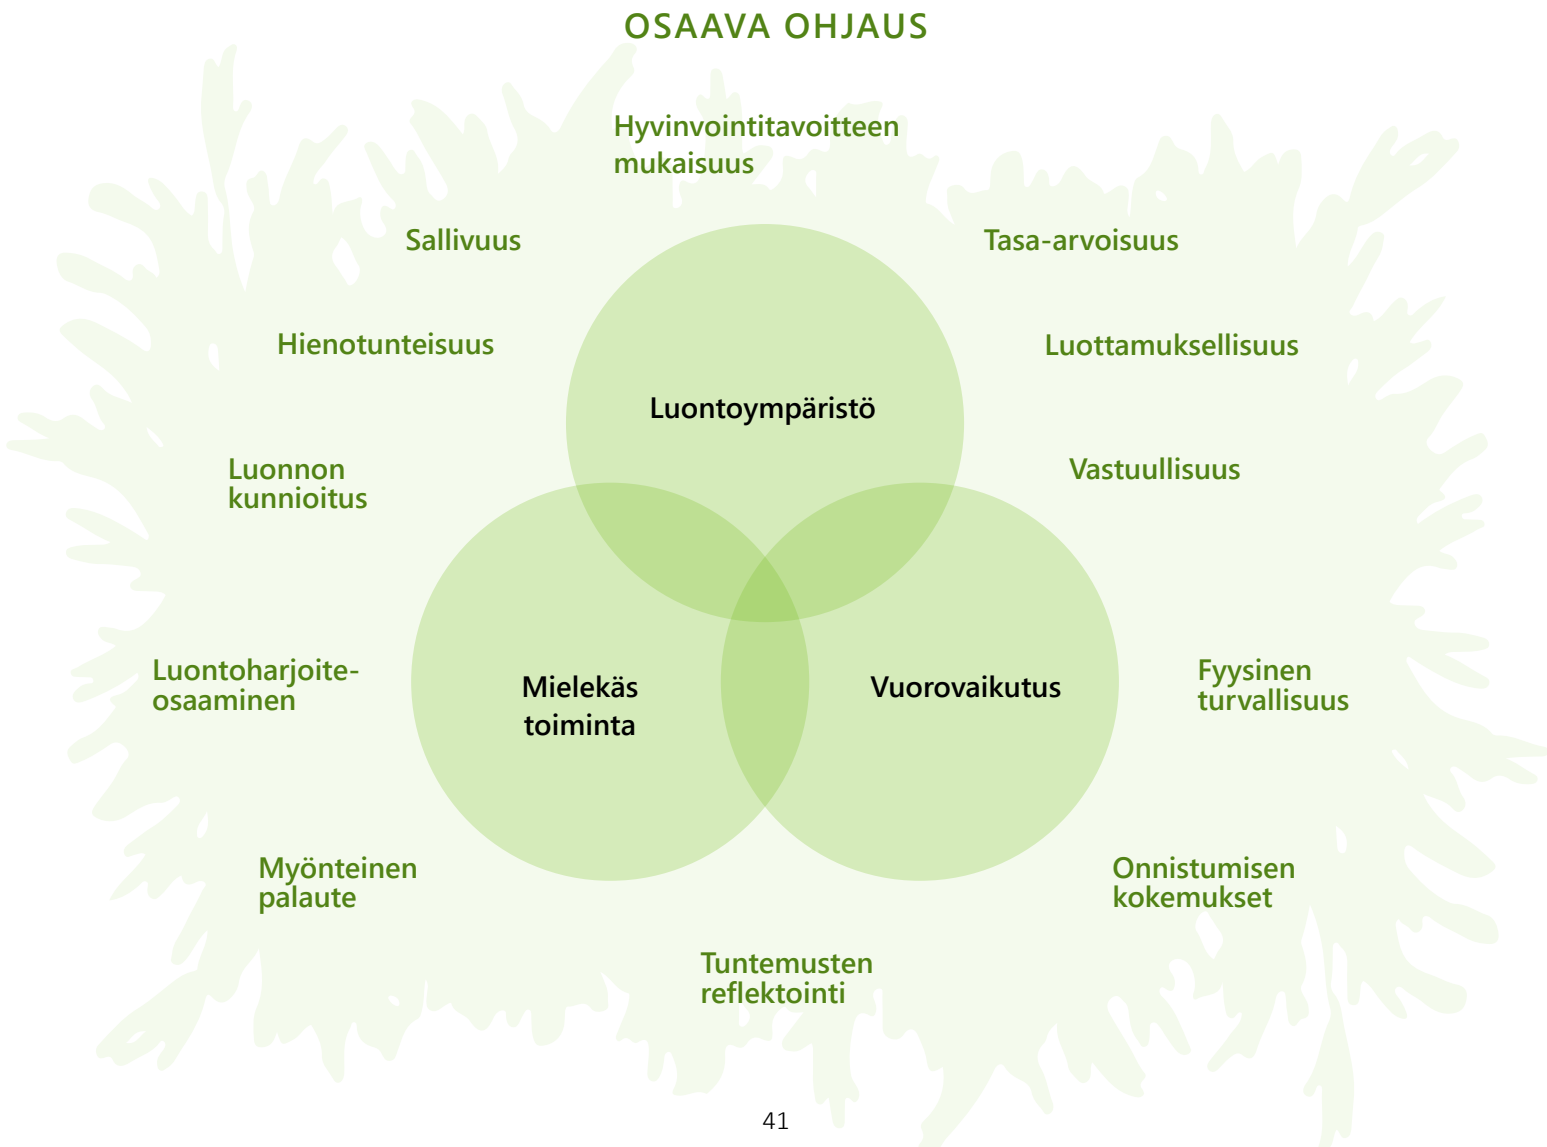 OSAAVA OHJAUS
Hyvinvointitavoitteen
mukaisuus
Sallivuus
Tasa-arvoisuus
Hienotunteisuus
Luottamuksellisuus
Luontoympäristö
Luonnon
kunnioitus
Vastuullisuus
Luontoharjoite-
osaaminen
Mielekäs
toiminta
Vuorovaikutus
Fyysinen
turvallisuus
Myönteinen
palaute
Onnistumisen
kokemukset
Tuntemusten
reflektointi
41